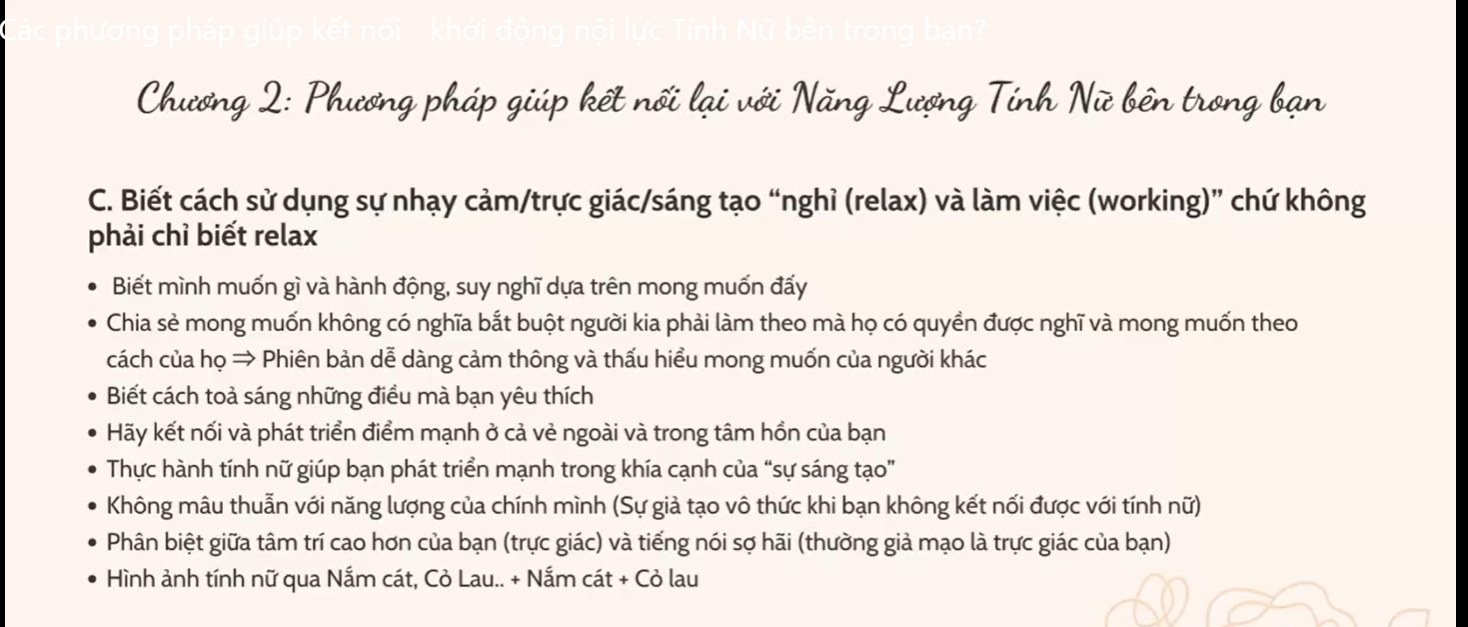 Các phương pháp giúp kết nối - khởi động nội lực Tính Nữ bên trong bạn?
Chương 2: Phương pháp giúp kết nối lại với Năng Lượng Tính Nữ bên trong bạn
C. Biết cách sử dụng sự nhạy cảm/trực giác/sáng tạo “nghỉ (relax) và làm việc (working)” chứ không
phải chỉ biết relax
• Biết mình muốn gì và hành động, suy nghĩ dựa trên mong muốn đấy
• Chia sẻ mong muốn không có nghĩa bắt buột người kia phải làm theo mà họ có quyền được nghĩ và mong muốn theo
cách của họ ⇒ Phiên bản dễ dàng cảm thông và thấu hiểu mong muốn của người khác
• Biết cách toả sáng những điều mà bạn yêu thích
• Hãy kết nối và phát triển điểm mạnh ở cả vẻ ngoài và trong tâm hồn của bạn
• Thực hành tính nữ giúp bạn phát triển mạnh trong khía cạnh của “sự sáng tạo”
• Không mâu thuẫn với năng lượng của chính mình (Sự giả tạo vô thức khi bạn không kết nối được với tính nữ)
• Phân biệt giữa tâm trí cao hơn của bạn (trực giác) và tiếng nói sợ hãi (thường giả mạo là trực giác của bạn)
• Hình ảnh tính nữ qua Nắm cát, Cỏ Lau.. + Nắm cát + Cỏ lau